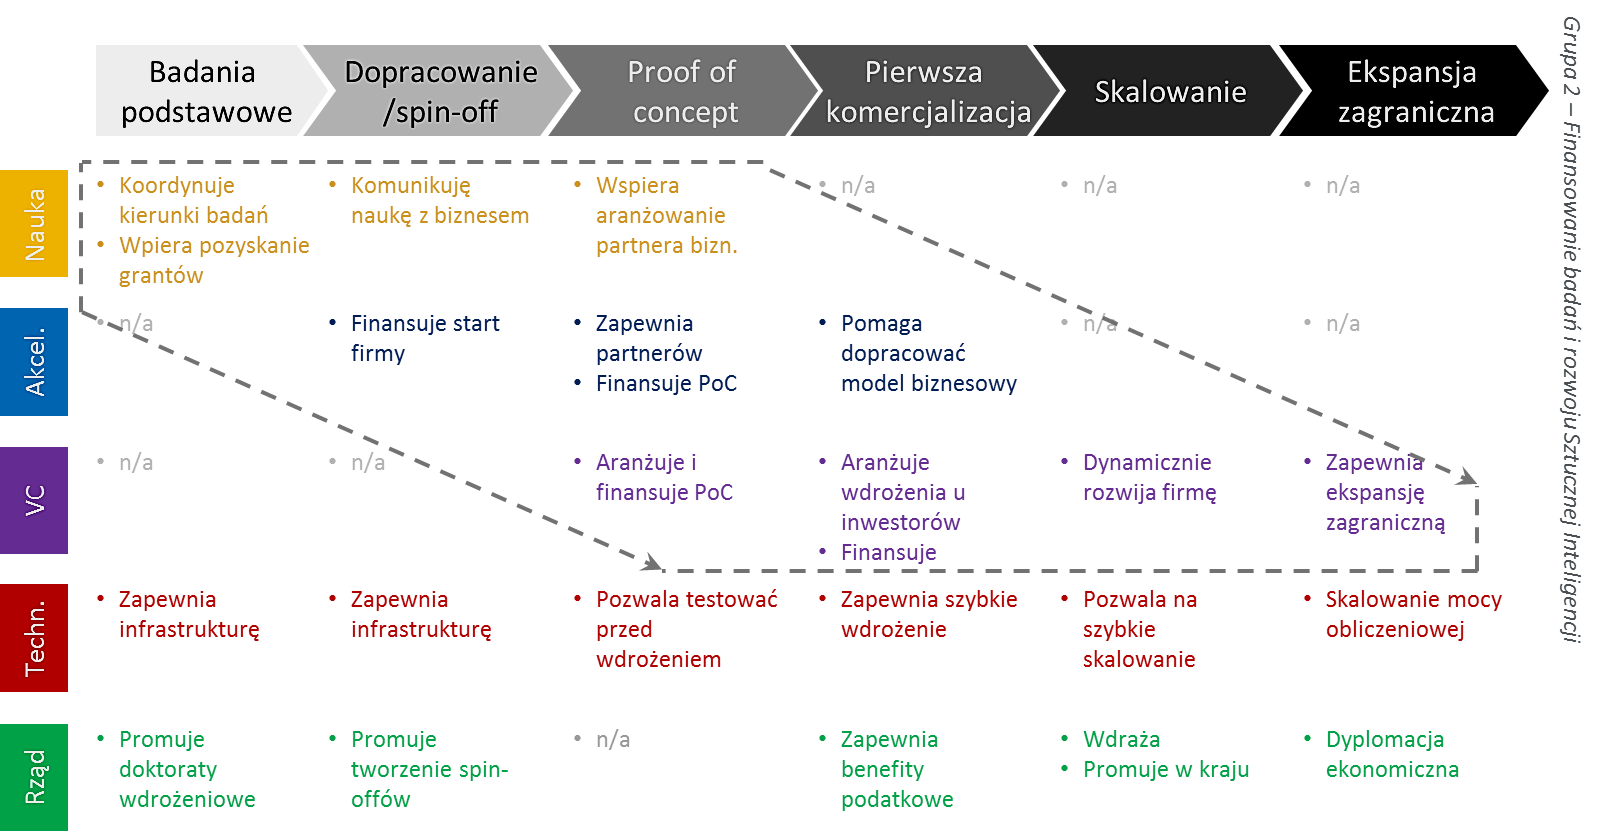 Badania
podstawowe
Dopracowanie
/spin-off
Proof of
concept
Pierwsza
komercjalizacja
Skalowanie
Ekspansja
zagraniczna
Grupa 2 – Finansowanie badań i rozwoju Sztucznej Inteligencji
Nauka
• Koordynuje
kierunki badań
• Wpiera pozyskanie
grantów
• Komunikuję
naukę z biznesem
• Wspiera
aranżowanie
partnera bizn.
• n/a
• n/a
• n/a
Akcel.
• n/a
• Finansuje start
firmy
• Zapewnia
partnerów
• Finansuje PoC
• Pomaga
dopracować
model biznesowy
• n/a
• n/a
VC
• n/a
• n/a
• Aranżuje i
finansuje PoC
• Aranżuje
wdrożenia u
inwestorów
• Finansuje
• Dynamicznie
rozwija firmę
• Zapewnia
ekspansję
zagraniczną
Techn.
• Zapewnia
infrastrukturę
• Zapewnia
infrastrukturę
• Pozwala testować
przed
wdrożeniem
• Zapewnia szybkie
wdrożenie
• Pozwala na
szybkie
skalowanie
• Skalowanie mocy
obliczeniowej
Rząd
• Promuje
doktoraty
wdrożeniowe
• Promuje
tworzenie spin-
offów
• n/a
• Zapewnia
benefity
podatkowe
• Wdraża
• Promuje w kraju
• Dyplomacja
ekonomiczna